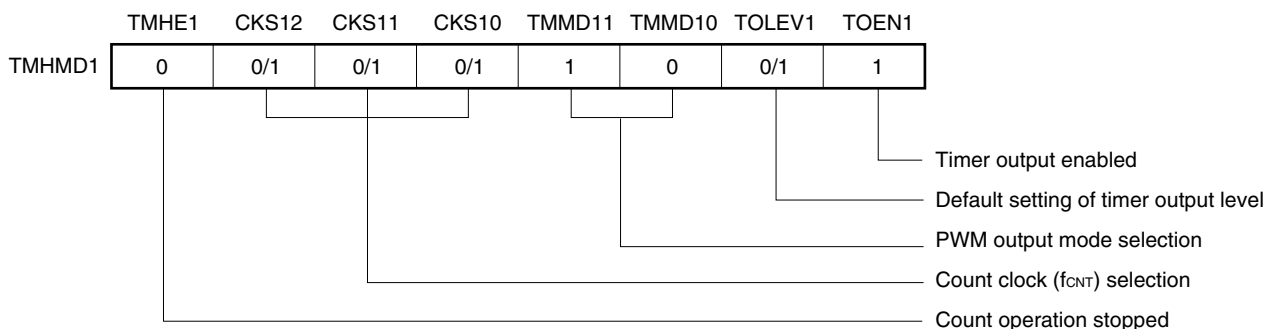 TMHE1 CKS12 CKS11 CKS10 TMMD11 TMMD10 TOLEV1 TOEN1
TMHMD1 0 0/1 0/1 0/1 1 0 0/1 1
Timer output enabled
Default setting of timer output level
PWM output mode selection
Count clock (fCNT) selection
Count operation stopped